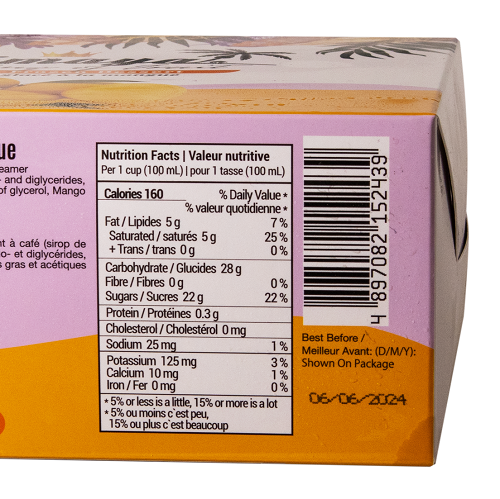 ue
eamer
- and diglycerides,
of glycerol, Mango
nt à café (sirop de
o- et diglycérides,
s gras et acétiques
Nutrition Facts | Valeur nutritive
Per 1 cup (100 mL) | pour 1 tasse (100 mL)
Calories 160 % Daily Value *
% valeur quotidienne *
Fat / Lipides 5 g 7 %
Saturated / saturés 5 g 25 %
+ Trans / trans 0 g 0 %
Carbohydrate / Glucides 28 g
Fibre / Fibres 0 g 0 %
Sugars / Sucres 22 g 22 %
Protein / Protéines 0.3 g
Cholesterol / Cholestérol 0 mg
Sodium 25 mg 1 %
Potassium 125 mg 3 %
Calcium 10 mg 1 %
Iron / Fer 0 mg 0 %
* 5% or less is a little, 15% or more is a lot
* 5% ou moins c`est peu,
15% ou plus c`est beaucoup
4 897082 152439
Best Before /
Meilleur Avant: (D/M/Y):
Shown On Package
06/06/2024